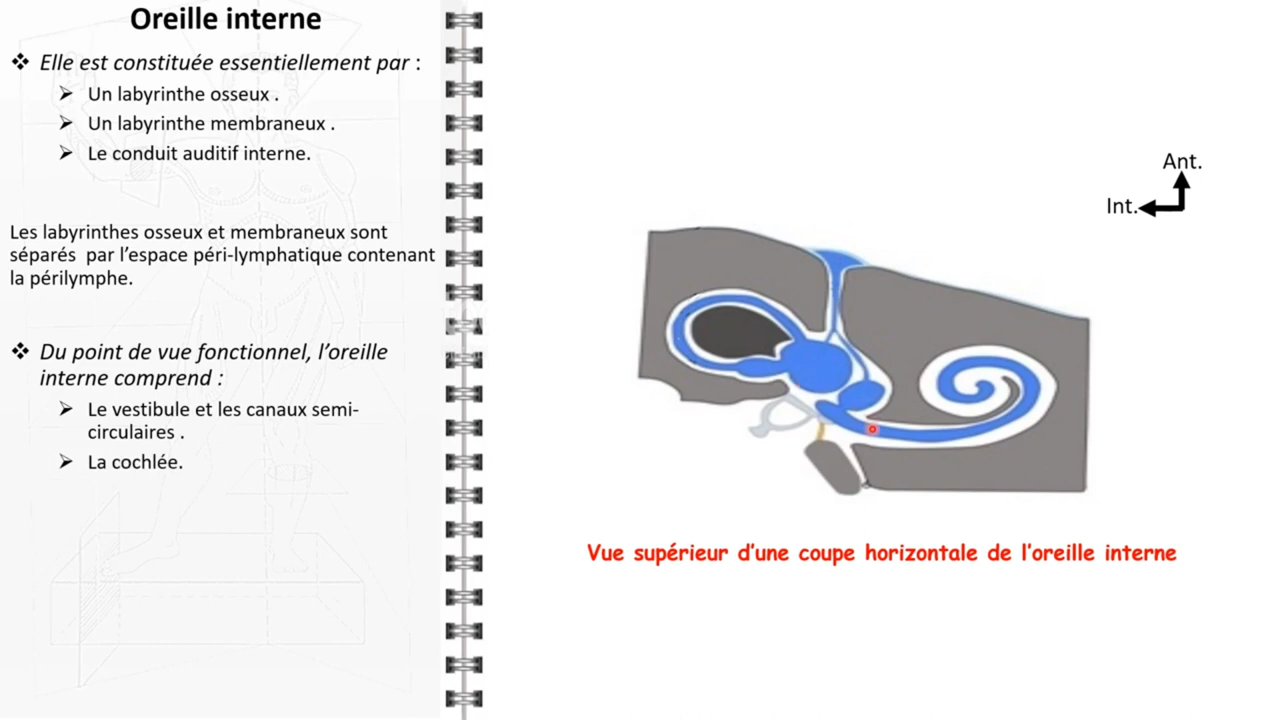 Oreille interne
❖ Elle est constituée essentiellement par :
➢ Un labyrinthe osseux .
➢ Un labyrinthe membraneux .
➢ Le conduit auditif interne.
Les labyrinthes osseux et membraneux sont
séparés par l'espace péri-lymphatique contenant
la périlymphe.
❖ Du point de vue fonctionnel, l'oreille
interne comprend :
➢ Le vestibule et les canaux semi-
circulaires .
➢ La cochlée.
Ant.
Int.
Vue supérieur d'une coupe horizontale de l'oreille interne